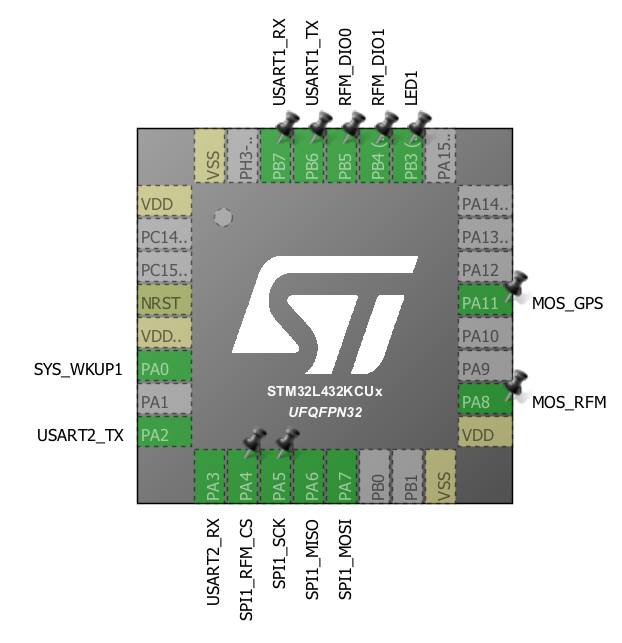 USART1_RX
USART1_TX
RFM_DIO0
RFM_DIO1
LED1
VSS
PH3-..
PB7
PB6
PB5
PB4 (..
PB3 (..
PA15..
VDD
PC14..
PC15..
NRST
VDD..
SYS_WKUP1
PA0
PA1
USART2_TX
PA2
PA14..
PA13..
PA12
PA11
MOS_GPS
PA10
PA9
PA8
MOS_RFM
VDD
ST
STM32L432KCUx
UFQFPN32
PA3
PA4
PA5
PA6
PA7
PB0
PB1
VSS
USART2_RX
SPI1_RFM_CS
SPI1_SCK
SPI1_MISO
SPI1_MOSI